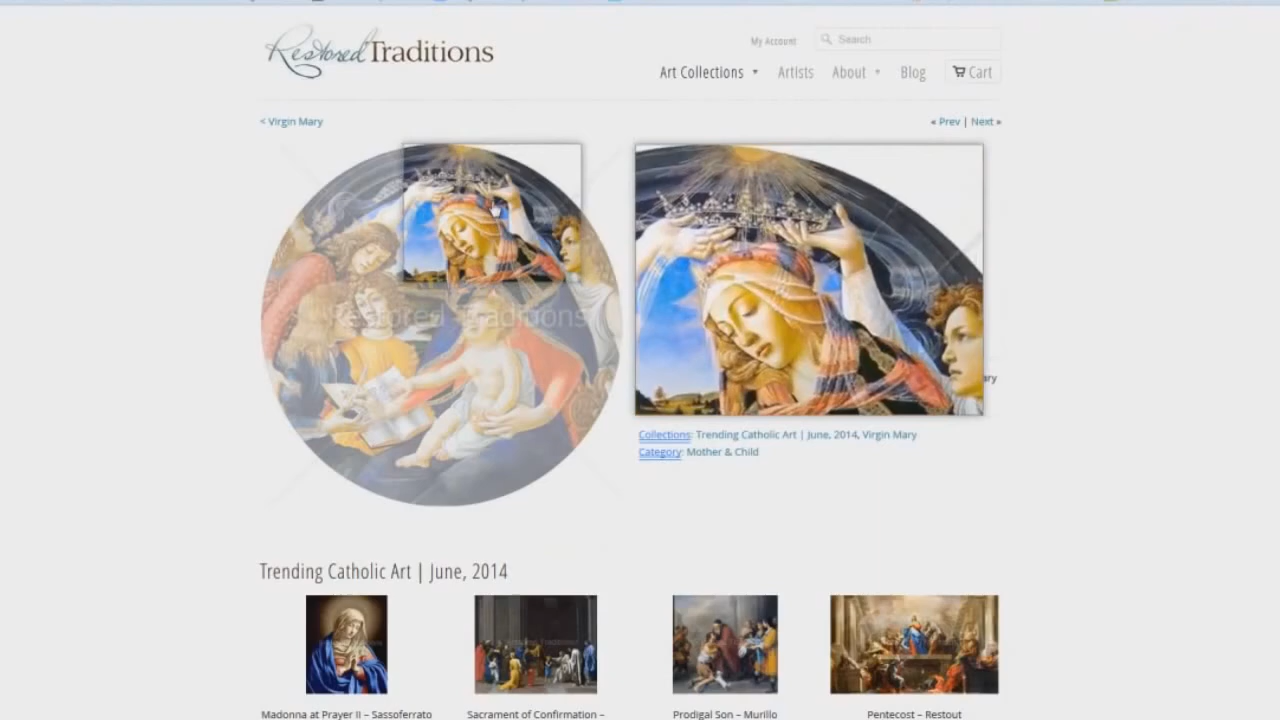 Restored Traditions
My Account
Search
Art Collections
Artists
About
Blog
Cart
< Virgin Mary
« Prev | Next »
Restored Traditions
ary
Collections: Trending Catholic Art | June, 2014, Virgin Mary
Category: Mother & Child
Trending Catholic Art | June, 2014
Madonna at Prayer II – Sassoferrato
Sacrament of Confirmation –
Prodigal Son – Murillo
Pentecost – Restout